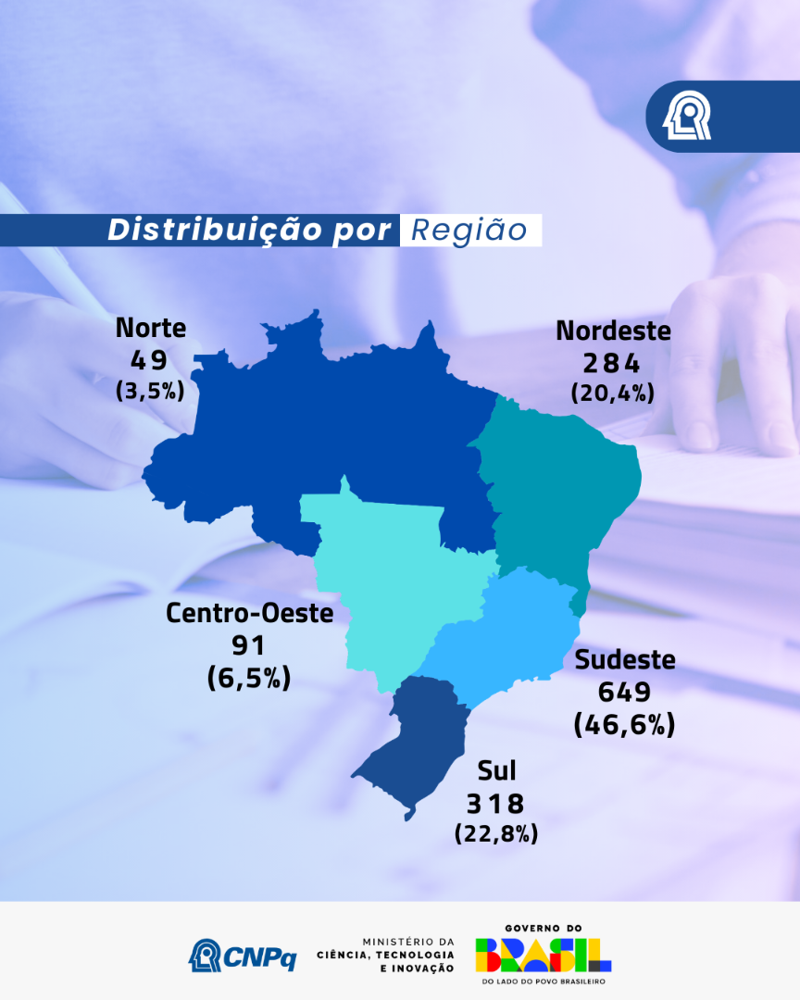 Distribuição por Região
Norte
49
(3,5%)
Nordeste
284
(20,4%)
Centro-Oeste
91
(6,5%)
Sudeste
649
(46,6%)
Sul
318
(22,8%)
CNPq
MINISTÉRIO DA
CIÊNCIA, TECNOLOGIA
E INOVAÇÃO
GOVERNO DO
BRASIL
DO LADO DO POVO BRASILEIRO